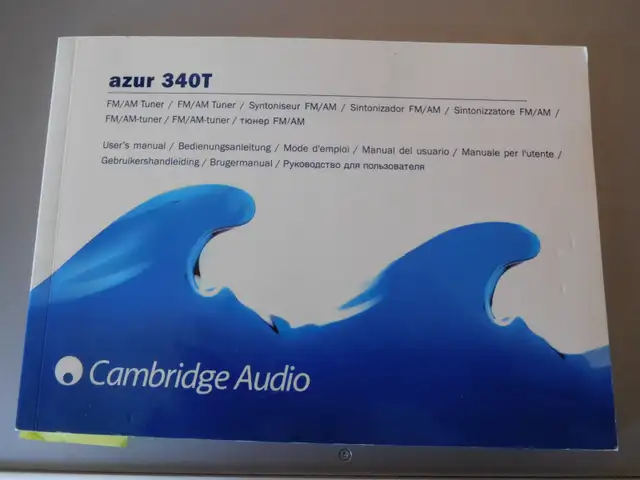 azur 340T
FM/AM Tuner / FM/AM Tuner / Syntoniseur FM/AM / Sintonizador FM/AM / Sintonizzatore FM/AM /
FM/AM-tuner / FM/AM-tuner / тюнер FM/AM
User's manual / Bedienungsanleitung / Mode d'emploi / Manual del usuario / Manuale per l'utente /
Gebruikershandleiding / Brugermanual / Руководство для пользователя
Cambridge Audio